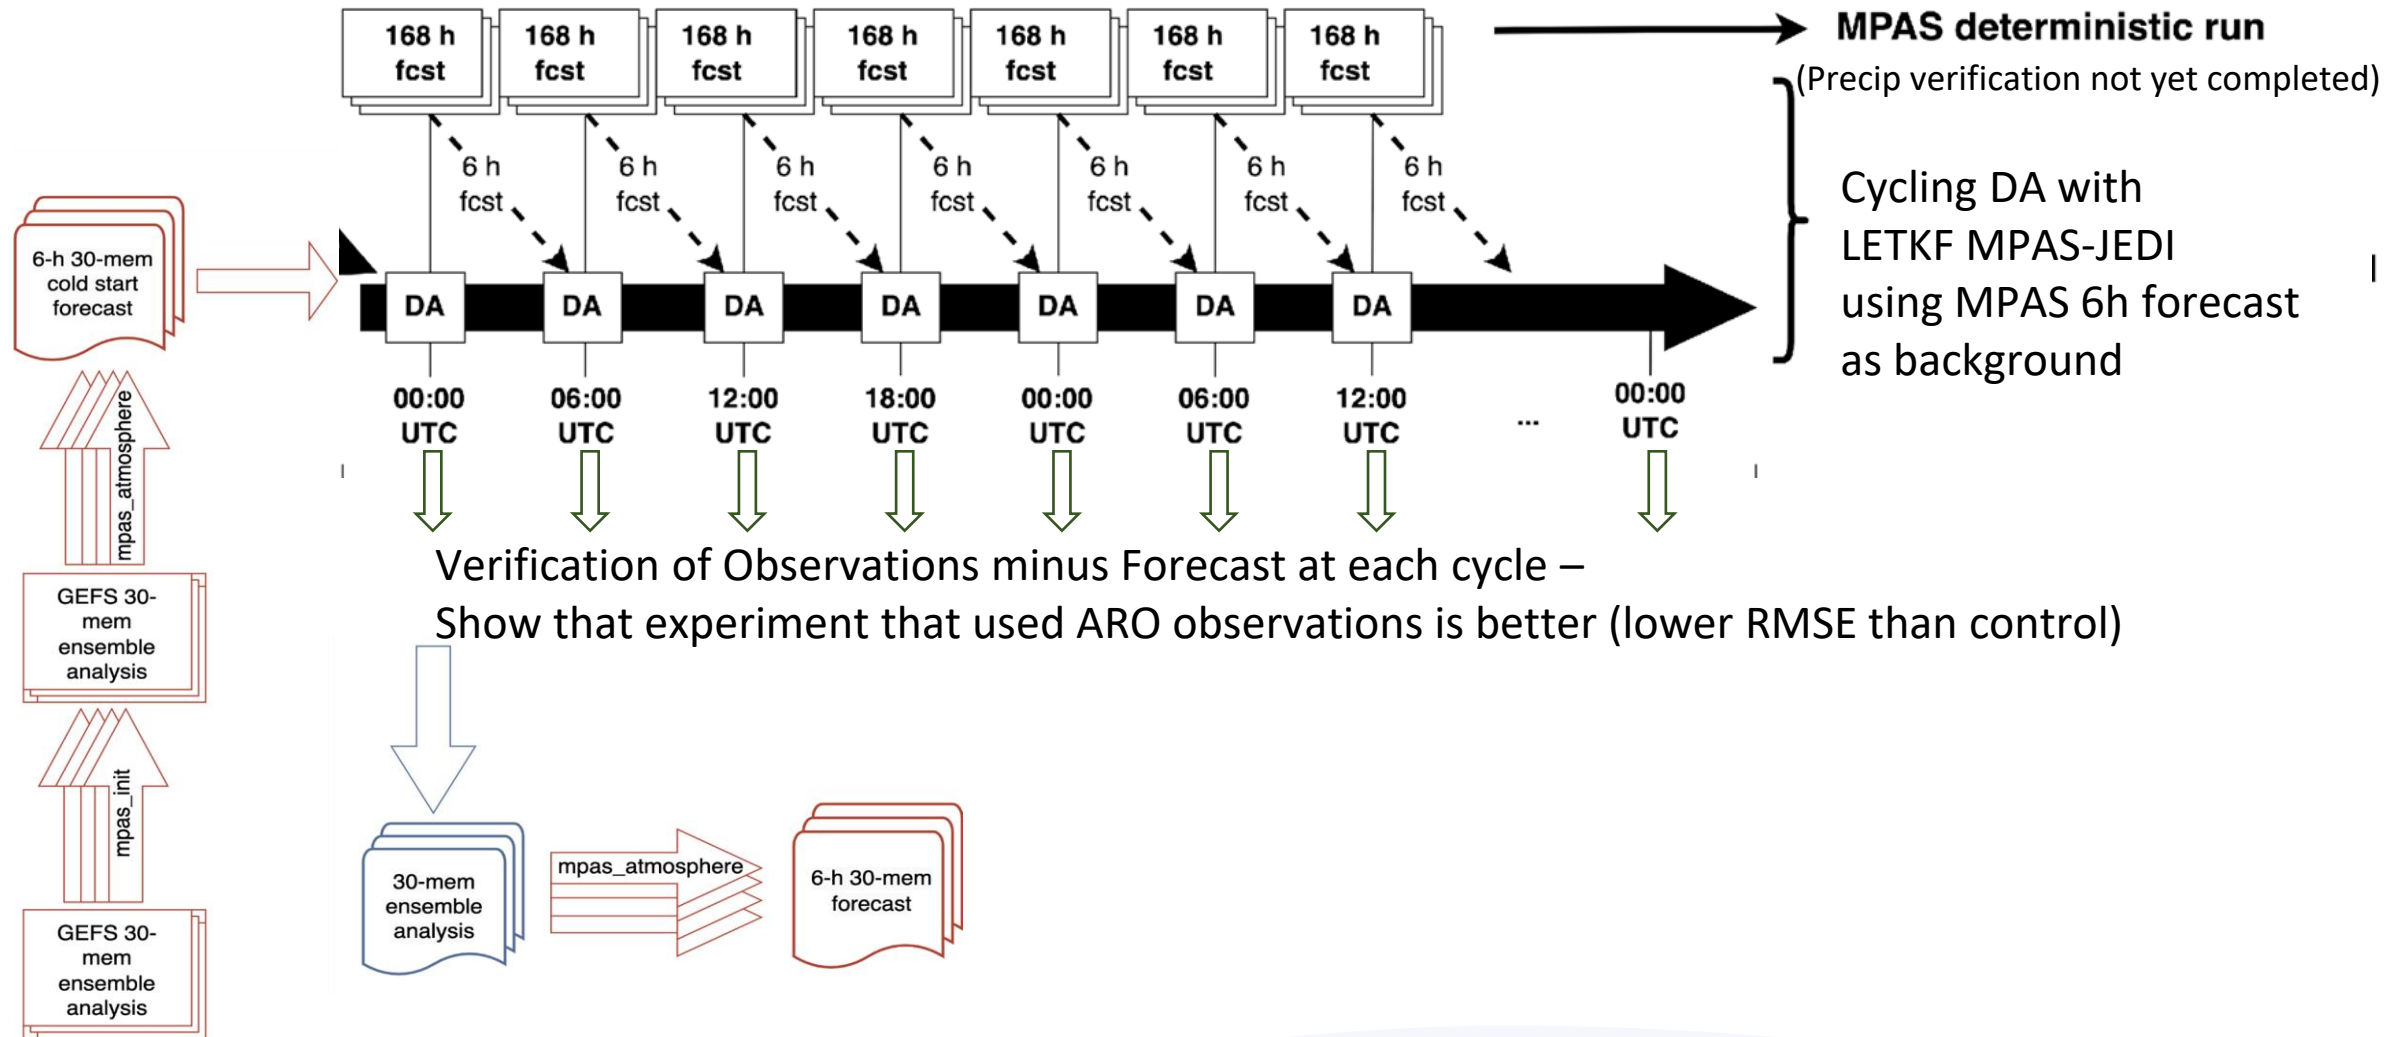 168 h
fcst
168 h
fcst
168 h
fcst
168 h
fcst
168 h
fcst
168 h
fcst
168 h
fcst
MPAS deterministic run
(Precip verification not yet completed)
6 h
fcst
6 h
fcst
6 h
fcst
6 h
fcst
6 h
fcst
6 h
fcst
6 h
fcst
Cycling DA with
LETKF MPAS-JEDI
using MPAS 6h forecast
as background
6-h 30-mem
cold start
forecast
DA
DA
DA
DA
DA
DA
DA
00:00
UTC
06:00
UTC
12:00
UTC
18:00
UTC
00:00
UTC
06:00
UTC
12:00
UTC
...
00:00
UTC
mpas_atmosphere
Verification of Observations minus Forecast at each cycle –
Show that experiment that used ARO observations is better (lower RMSE than control)
GEFS 30-
mem
ensemble
analysis
mpas_init
30-mem
ensemble
analysis
mpas_atmosphere
6-h 30-mem
forecast
GEFS 30-
mem
ensemble
analysis